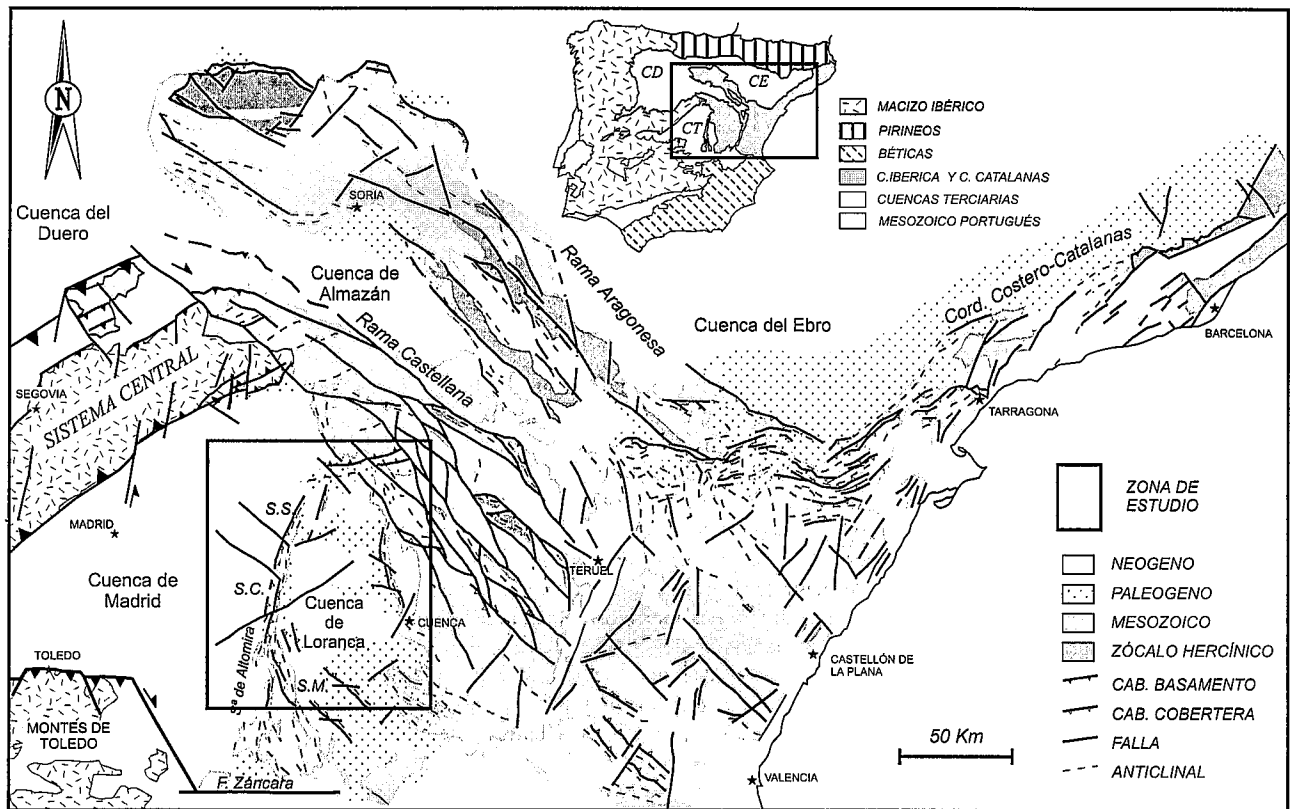 N
CD
CE
CT
MACIZO IBÉRICO
PIRINEOS
BÉTICAS
C.IBERICA Y C. CATALANAS
CUENCAS TERCIARIAS
MESOZOICO PORTUGUÉS
SORIA
Cuenca del
Duero
Cuenca de
Almazán
Rama Aragonesa
Rama Castellana
Cuenca del Ebro
Cord. Costero-Catalanas
BARCELONA
TARRAGONA
SEGOVIA
SISTEMA CENTRAL
MADRID
Cuenca de
Madrid
S.S.
S.C.
Cuenca
de
Loranca
CUENCA
Sª de Altomira
S.M.
TERUEL
TOLEDO
MONTES DE
TOLEDO
F. Záncara
CASTELLÓN DE
LA PLANA
VALENCIA
50 Km
ZONA DE
ESTUDIO
NEOGENO
PALEOGENO
MESOZOICO
ZÓCALO HERCÍNICO
CAB. BASAMENTO
CAB. COBERTERA
FALLA
ANTICLINAL